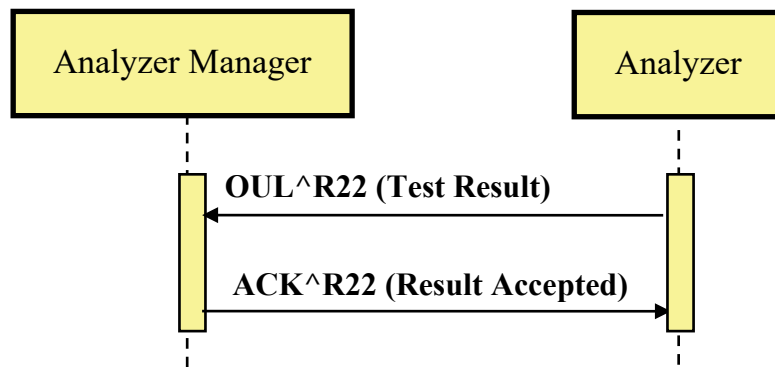 Analyzer Manager
Analyzer
OUL^R22 (Test Result)
ACK^R22 (Result Accepted)